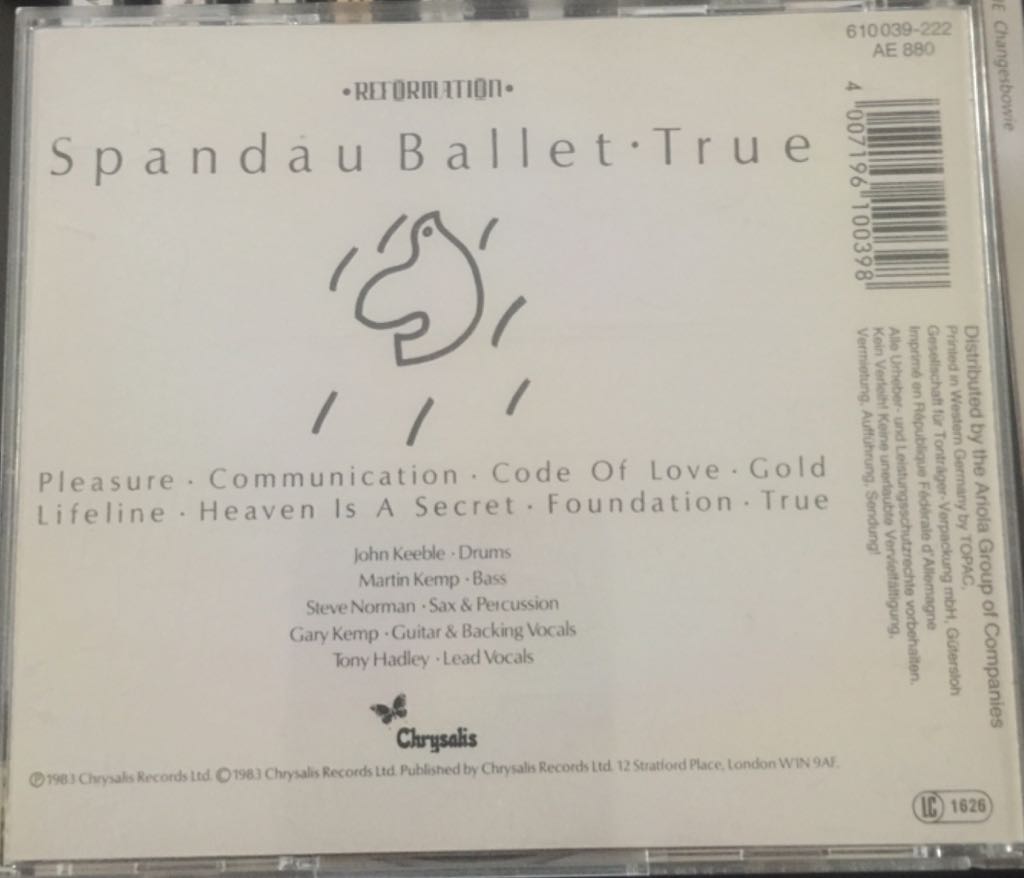 610039-222
AE 880
•REFORMATION•
Spandau Ballet·True
4 007196 100398
Pleasure · Communication · Code Of Love · Gold
Lifeline · Heaven Is A Secret · Foundation · True
John Keeble · Drums
Martin Kemp · Bass
Steve Norman · Sax & Percussion
Gary Kemp · Guitar & Backing Vocals
Tony Hadley · Lead Vocals
Chrysalis
Ⓟ1983 Chrysalis Records Ltd. ©1983 Chrysalis Records Ltd. Published by Chrysalis Records Ltd. 12 Stratford Place, London W1N 9AF.
Distributed by the Ariola Group of Companies
Printed in Western Germany by TOPAC,
Gesellschaft für Tonträger-Verpackung mbH, Gütersloh
Imprimé en République Fédérale d'Allemagne
Alle Urheber- und Leistungsschutzrechte vorbehalten.
Kein Verleih! Keine unerlaubte Vervielfältigung,
Vermietung, Aufführung, Sendung!
LC 1626
Changesbowie